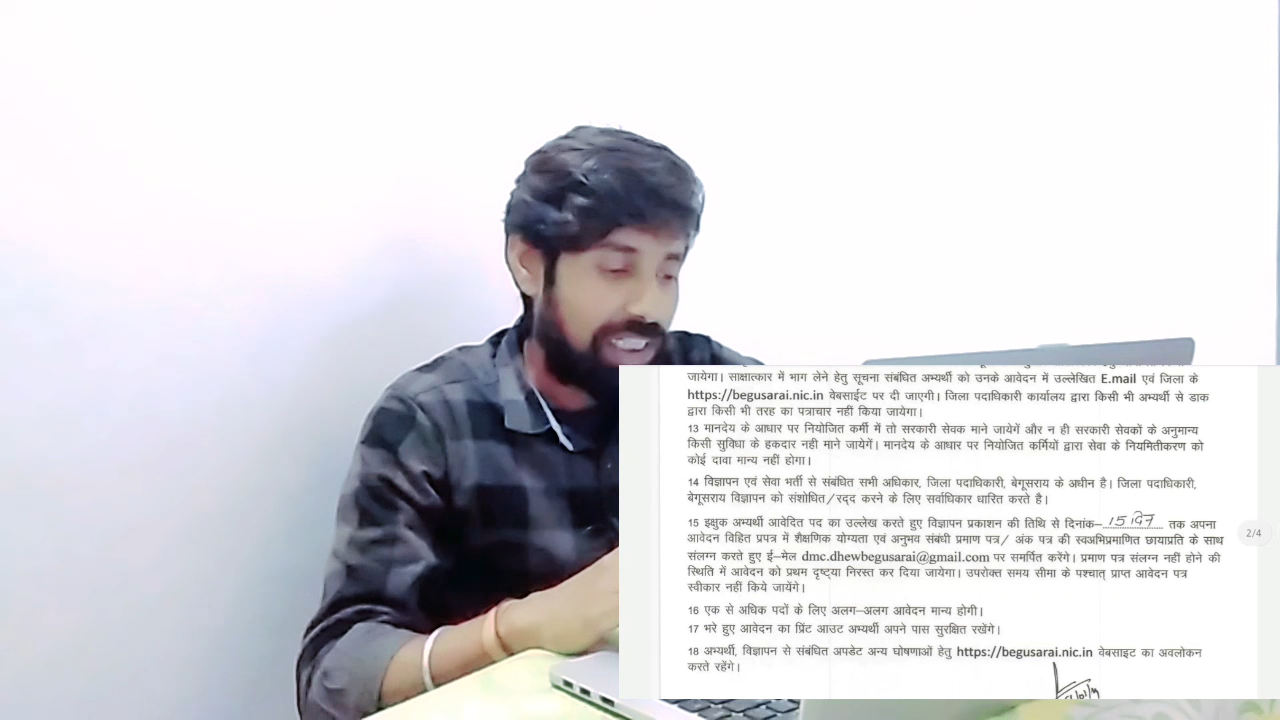 जायेगा। साक्षात्कार में भाग लेने हेतु सूचना संबंधित अभ्यर्थी को उनके आवेदन में उल्लेखित E.mail एवं जिला के
https://begusarai.nic.in वेबसाईट पर दी जाएगी। जिला पदाधिकारी कार्यालय द्वारा किसी भी अभ्यर्थी से डाक
द्वारा किसी भी तरह का पत्राचार नहीं किया जायेगा।
13 मानदेय के आधार पर नियोजित कर्मी में तो सरकारी सेवक माने जायेगें और न ही सरकारी सेवकों के अनुमान्य
किसी सुविधा के हकदार नही माने जायेगें। मानदेय के आधार पर नियोजित कर्मियों द्वारा सेवा के नियमितीकरण को
कोई दावा मान्य नहीं होगा।
14 विज्ञापन एवं सेवा भर्ती से संबंधित सभी अधिकार, जिला पदाधिकारी, बेगूसराय के अधीन है। जिला पदाधिकारी,
बेगूसराय विज्ञापन को संशोधित/रद्द करने के लिए सर्वाधिकार धारित करते है।
15 इक्षुक अभ्यर्थी आवेदित पद का उल्लेख करते हुए विज्ञापन प्रकाशन की तिथि से दिनांक–15 दिन तक अपना
आवेदन विहित प्रपत्र में शैक्षणिक योग्यता एवं अनुभव संबंधी प्रमाण पत्र/ अंक पत्र की स्वअभिप्रमाणित छायाप्रति के साथ
संलग्न करते हुए ई–मेल dmc.dhewbegusarai@gmail.com पर समर्पित करेंगे। प्रमाण पत्र संलग्न नहीं होने की
स्थिति में आवेदन को प्रथम दृष्ट्या निरस्त कर दिया जायेगा। उपरोक्त समय सीमा के पश्चात् प्राप्त आवेदन पत्र
स्वीकार नहीं किये जायेंगे।
2/4
16 एक से अधिक पदों के लिए अलग–अलग आवेदन मान्य होगी।
17 भरे हुए आवेदन का प्रिंट आउट अभ्यर्थी अपने पास सुरक्षित रखेंगे।
18 अभ्यर्थी, विज्ञापन से संबंधित अपडेट अन्य घोषणाओं हेतु https://begusarai.nic.in वेबसाइट का अवलोकन
करते रहेंगे।